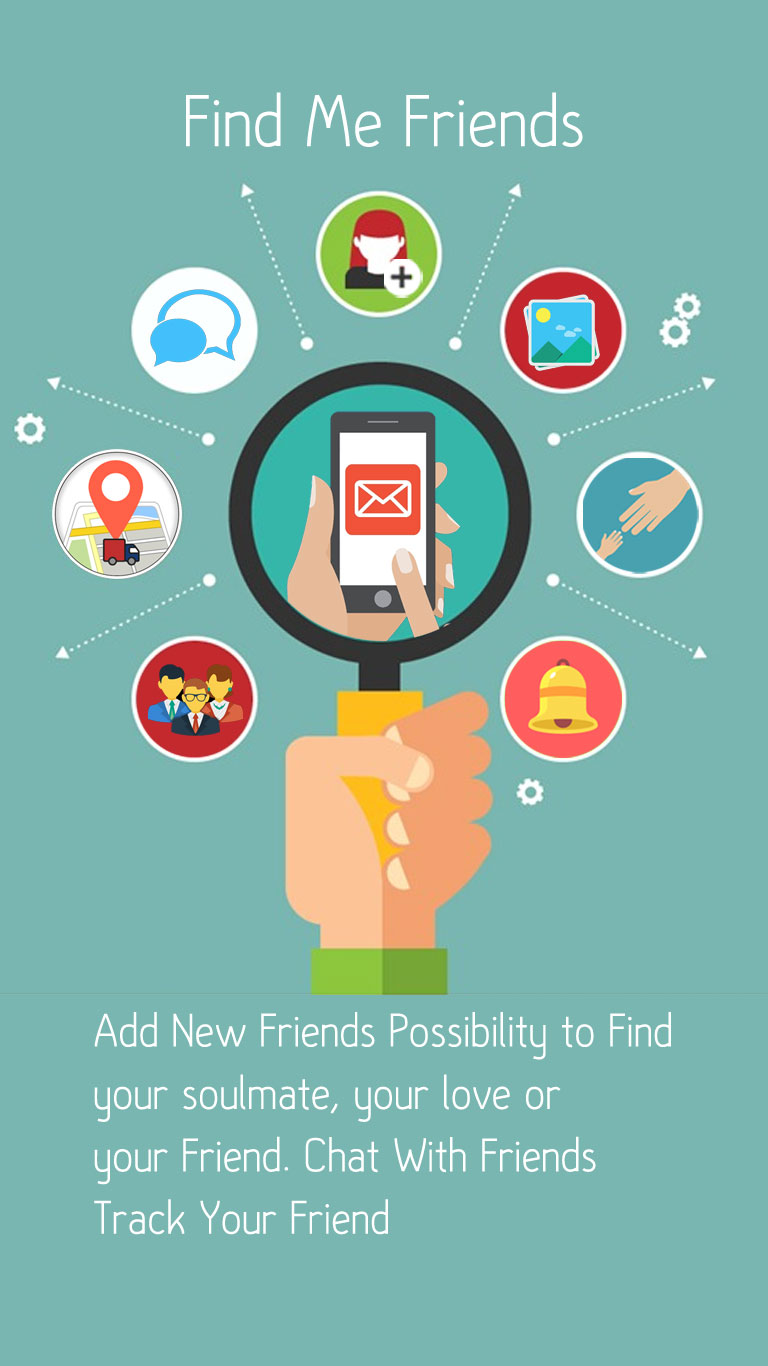 Find Me Friends
Add New Friends Possibility to Find
your soulmate, your love or
your Friend. Chat With Friends
Track Your Friend